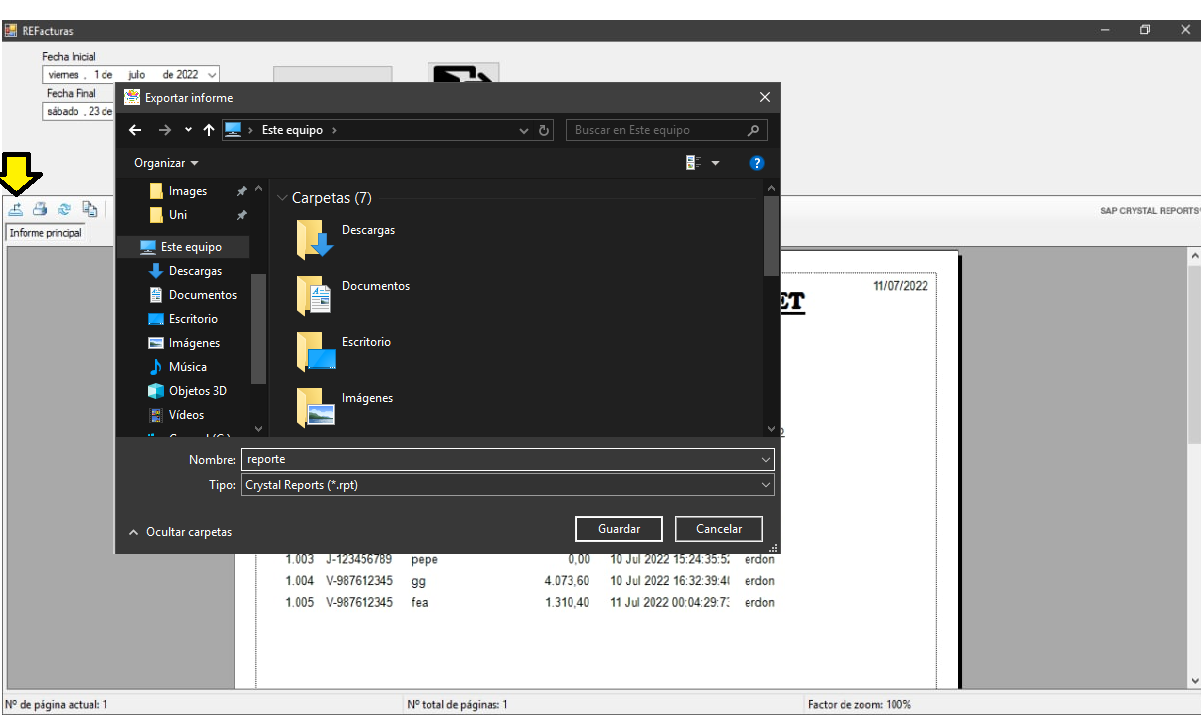 REFacturas
Fecha Inicial
viernes , 1 de julio de 2022
Fecha Final
sábado , 23 de
Exportar informe
Este equipo
Buscar en Este equipo
Organizar
Images
Uni
Este equipo
Descargas
Documentos
Escritorio
Imágenes
Música
Objetos 3D
Vídeos
Carpetas (7)
Descargas
Documentos
Escritorio
Imágenes
Nombre: reporte
Tipo: Crystal Reports (*.rpt)
Ocultar carpetas
Guardar
Cancelar
SAP CRYSTAL REPORTS
Informe principal
11/07/2022
ET
1.003 J-123456789 pepe 0,00 10 Jul 2022 15:24:35:5 erdon
1.004 V-987612345 gg 4.073,60 10 Jul 2022 16:32:39:4 erdon
1.005 V-987612345 fea 1.310,40 11 Jul 2022 00:04:29:7 erdon
Nº de página actual: 1
Nº total de páginas: 1
Factor de zoom: 100%